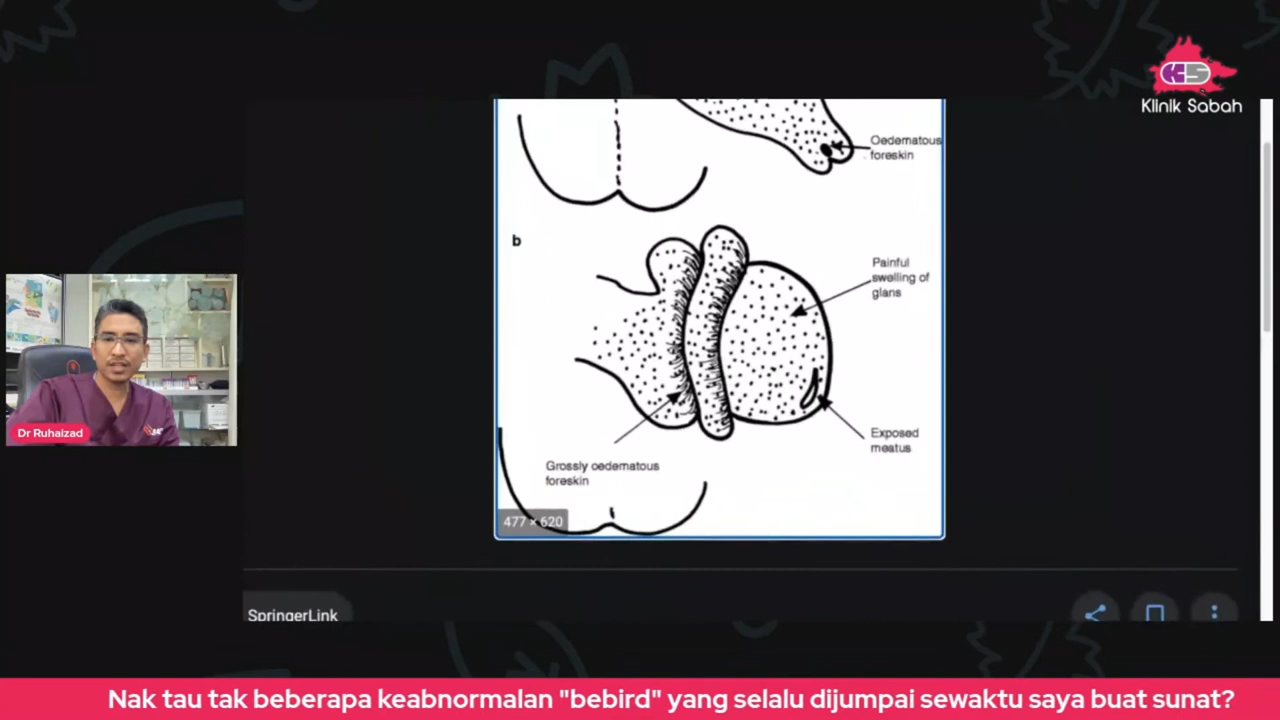 KS
Klinik Sabah
Oedematous
foreskin
b
Painful
swelling of
glans
Exposed
meatus
Grossly oedematous
foreskin
477 × 620
Dr Ruhaizad
SpringerLink
Nak tau tak beberapa keabnormalan "bebird" yang selalu dijumpai sewaktu saya buat sunat?